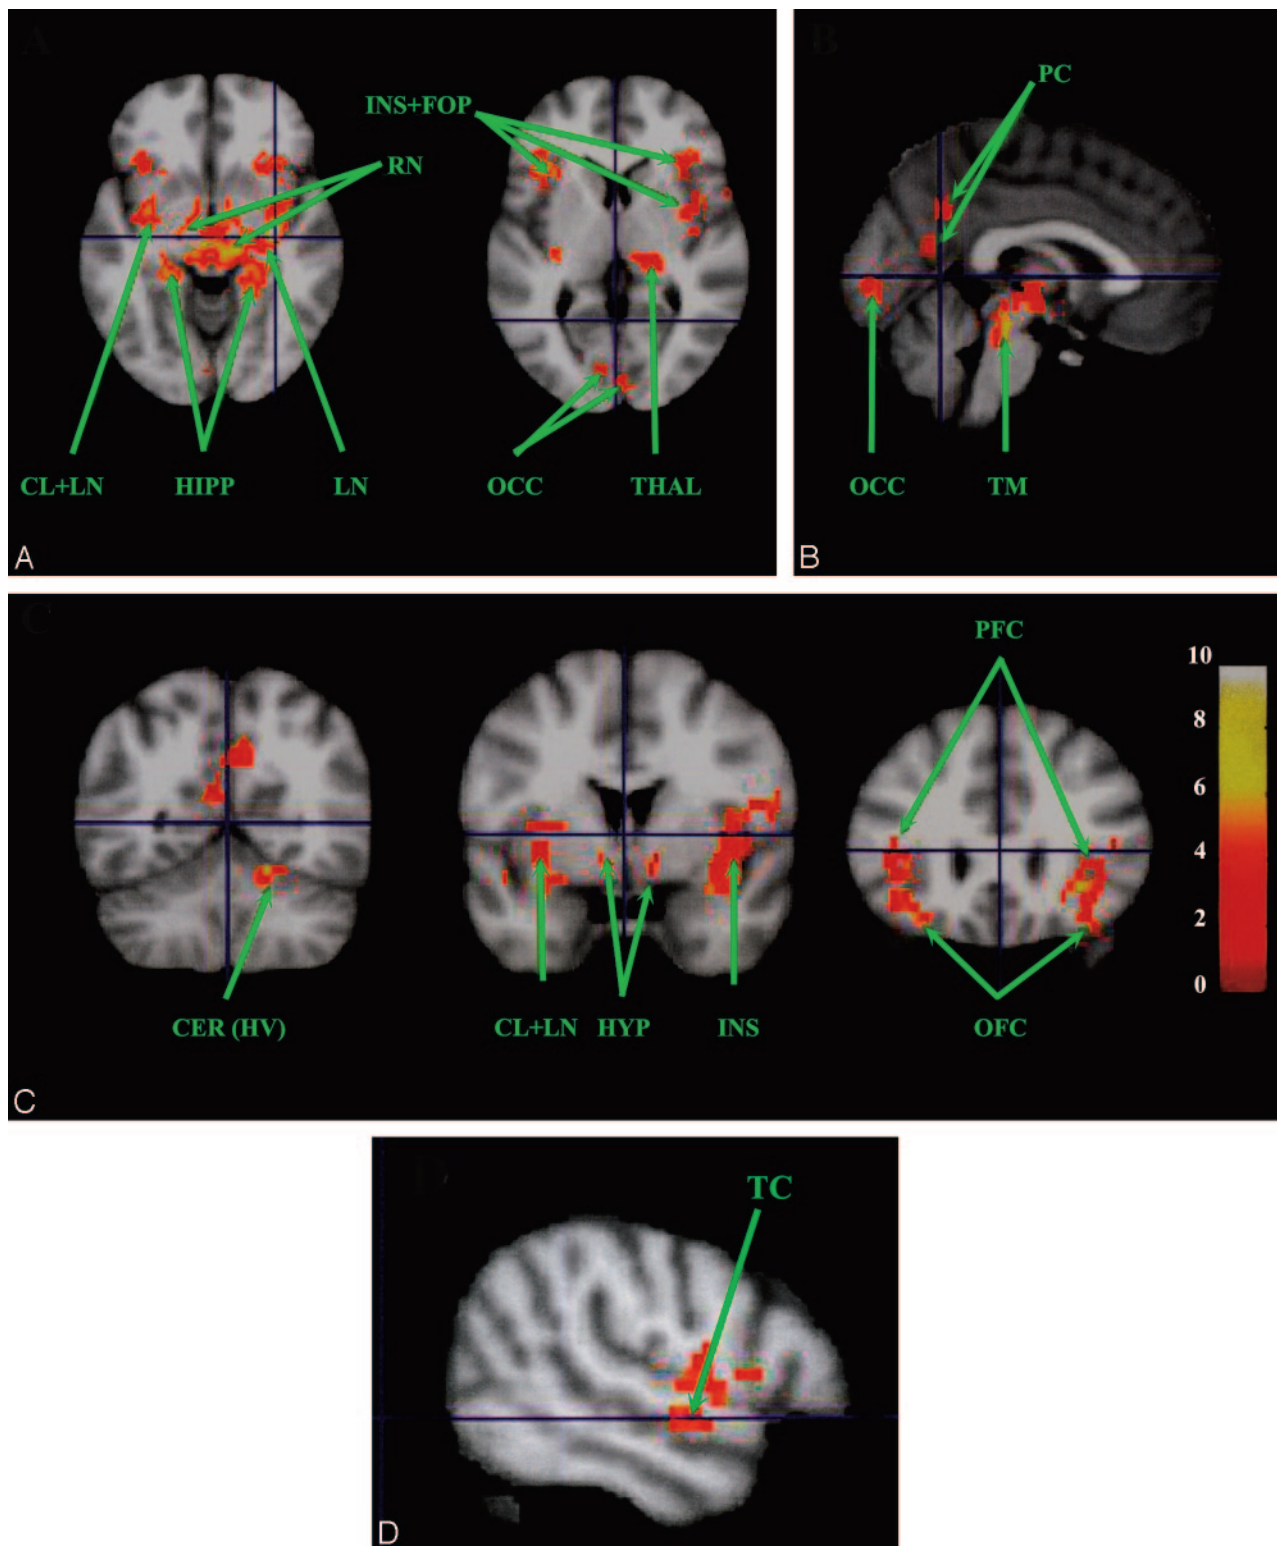 A
INS+FOP
RN
CL+LN HIPP LN OCC THAL
A
B
PC
OCC TM
B
C
PFC
10
8
6
4
2
0
CER (HV) CL+LN HYP INS OFC
C
D
TC
D